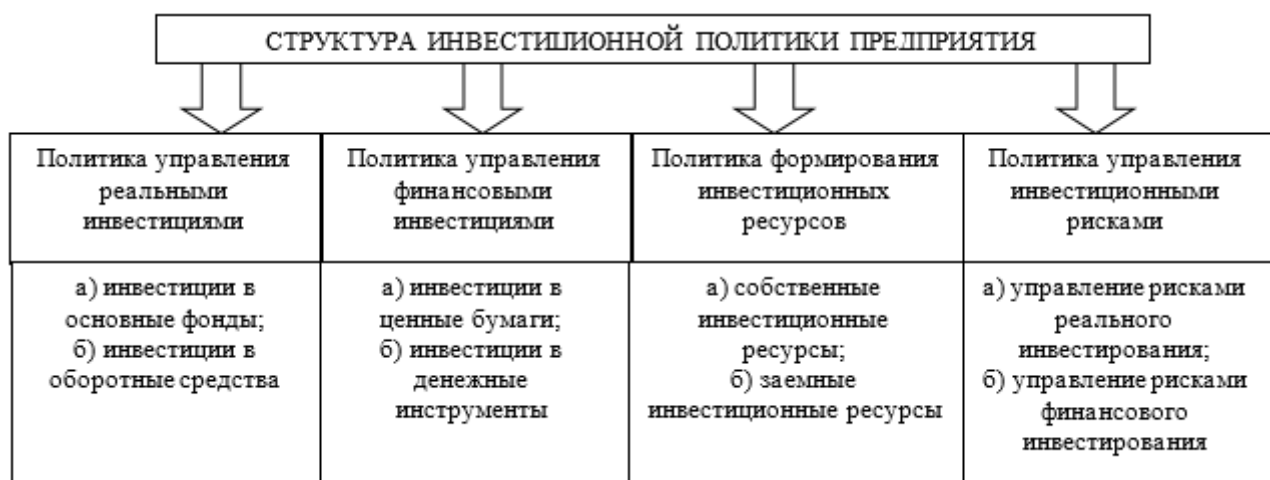 СТРУКТУРА ИНВЕСТИЦИОННОЙ ПОЛИТИКИ ПРЕДПРИЯТИЯ
Политика управления
реальными
инвестициями
Политика управления
финансовыми
инвестициями
Политика формирования
инвестиционных
ресурсов
Политика управления
инвестиционными
рисками
а) инвестиции в
основные фонды;
б) инвестиции в
оборотные средства
а) инвестиции в
ценные бумаги;
б) инвестиции в
денежные
инструменты
а) собственные
инвестиционные
ресурсы;
б) заемные
инвестиционные ресурсы
а) управление рисками
реального
инвестирования;
б) управление рисками
финансового
инвестирования